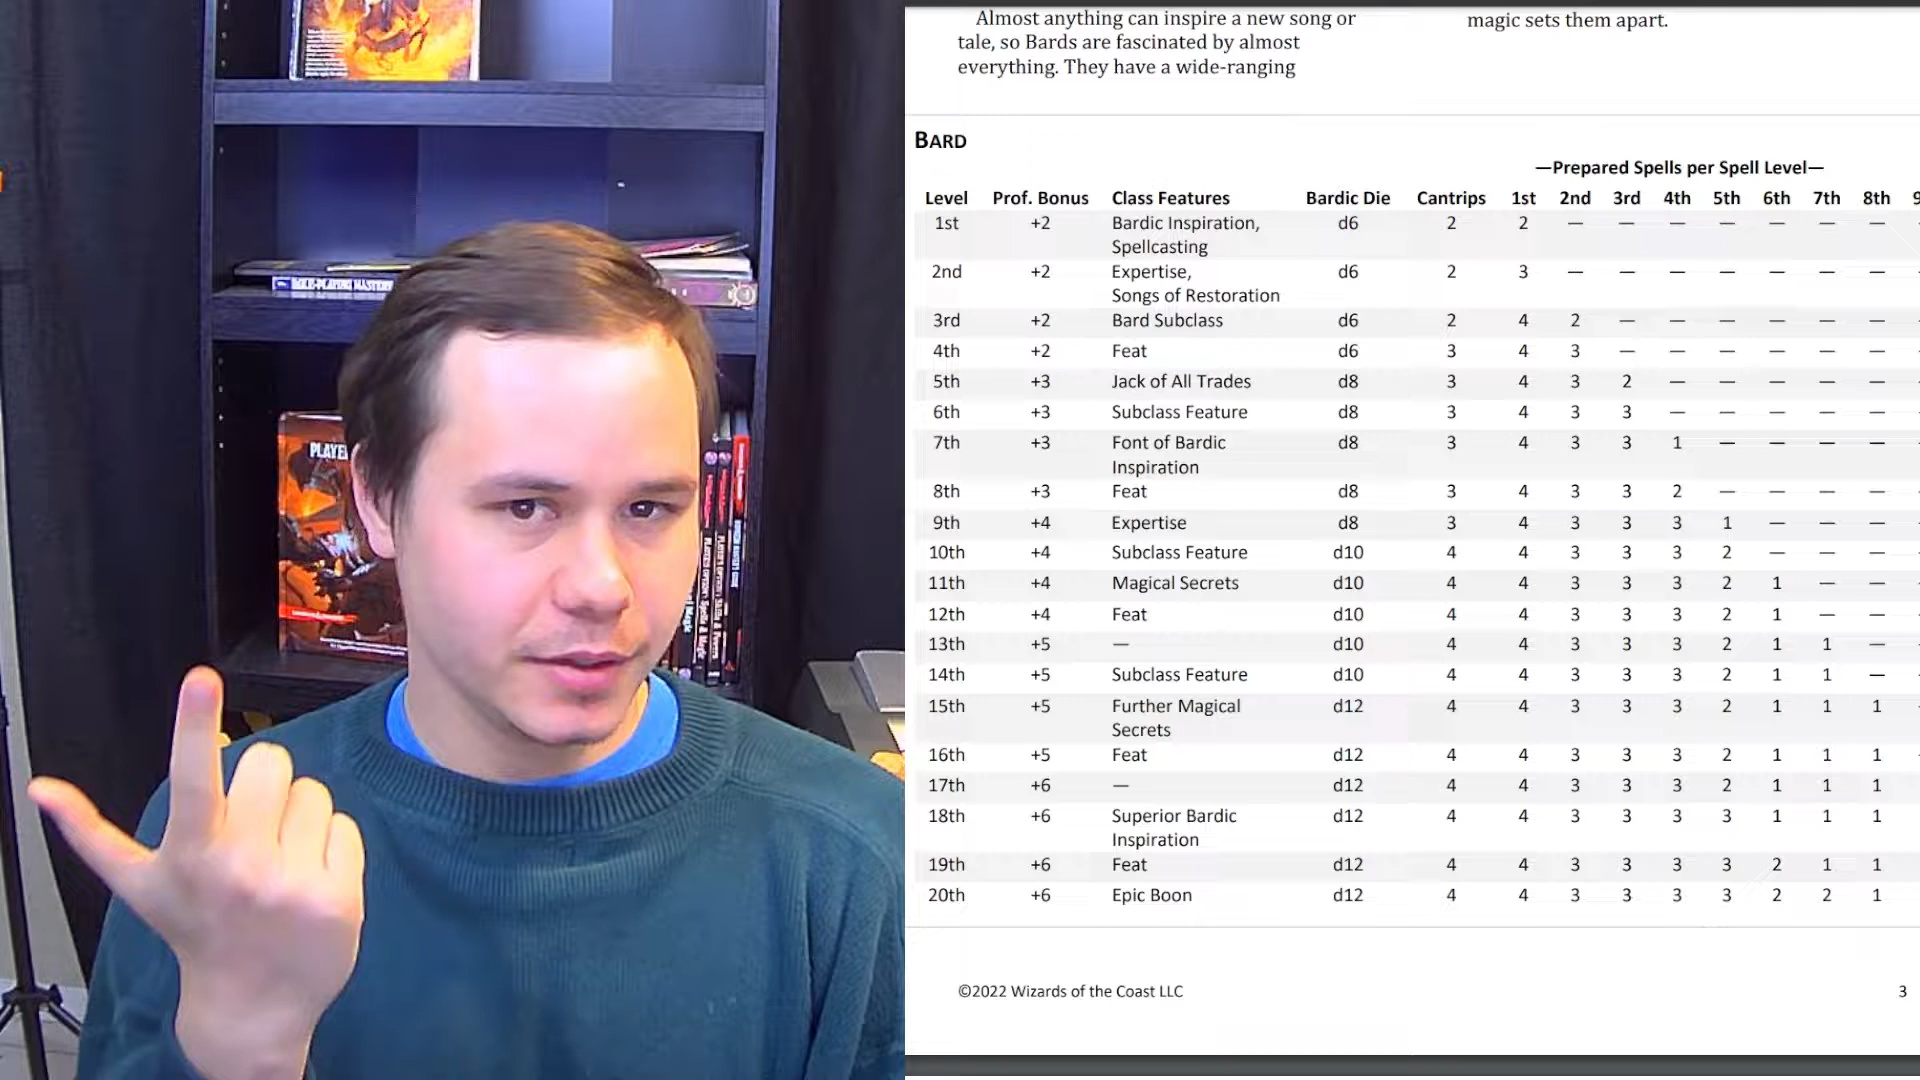 Almost anything can inspire a new song or
tale, so Bards are fascinated by almost
everything. They have a wide-ranging
magic sets them apart.
BARD
—Prepared Spells per Spell Level—
Level Prof. Bonus Class Features Bardic Die Cantrips 1st 2nd 3rd 4th 5th 6th 7th 8th 9
1st +2 Bardic Inspiration, d6 2 2 — — — — — — —
Spellcasting
2nd +2 Expertise, d6 2 3 — — — — — — —
Songs of Restoration
3rd +2 Bard Subclass d6 2 4 2 — — — — — —
4th +2 Feat d6 3 4 3 — — — — — —
5th +3 Jack of All Trades d8 3 4 3 2 — — — — —
6th +3 Subclass Feature d8 3 4 3 3 — — — — —
7th +3 Font of Bardic d8 3 4 3 3 1 — — — —
Inspiration
8th +3 Feat d8 3 4 3 3 2 — — — —
9th +4 Expertise d8 3 4 3 3 3 1 — — —
10th +4 Subclass Feature d10 4 4 3 3 3 2 — — —
11th +4 Magical Secrets d10 4 4 3 3 3 2 1 — —
12th +4 Feat d10 4 4 3 3 3 2 1 — —
13th +5 — d10 4 4 3 3 3 2 1 1 —
14th +5 Subclass Feature d10 4 4 3 3 3 2 1 1 —
15th +5 Further Magical d12 4 4 3 3 3 2 1 1 1
Secrets
16th +5 Feat d12 4 4 3 3 3 2 1 1 1
17th +6 — d12 4 4 3 3 3 2 1 1 1
18th +6 Superior Bardic d12 4 4 3 3 3 3 1 1 1
Inspiration
19th +6 Feat d12 4 4 3 3 3 3 2 1 1
20th +6 Epic Boon d12 4 4 3 3 3 3 2 2 1
©2022 Wizards of the Coast LLC 3
ROLE-PLAYING MASTERY
PLAYE